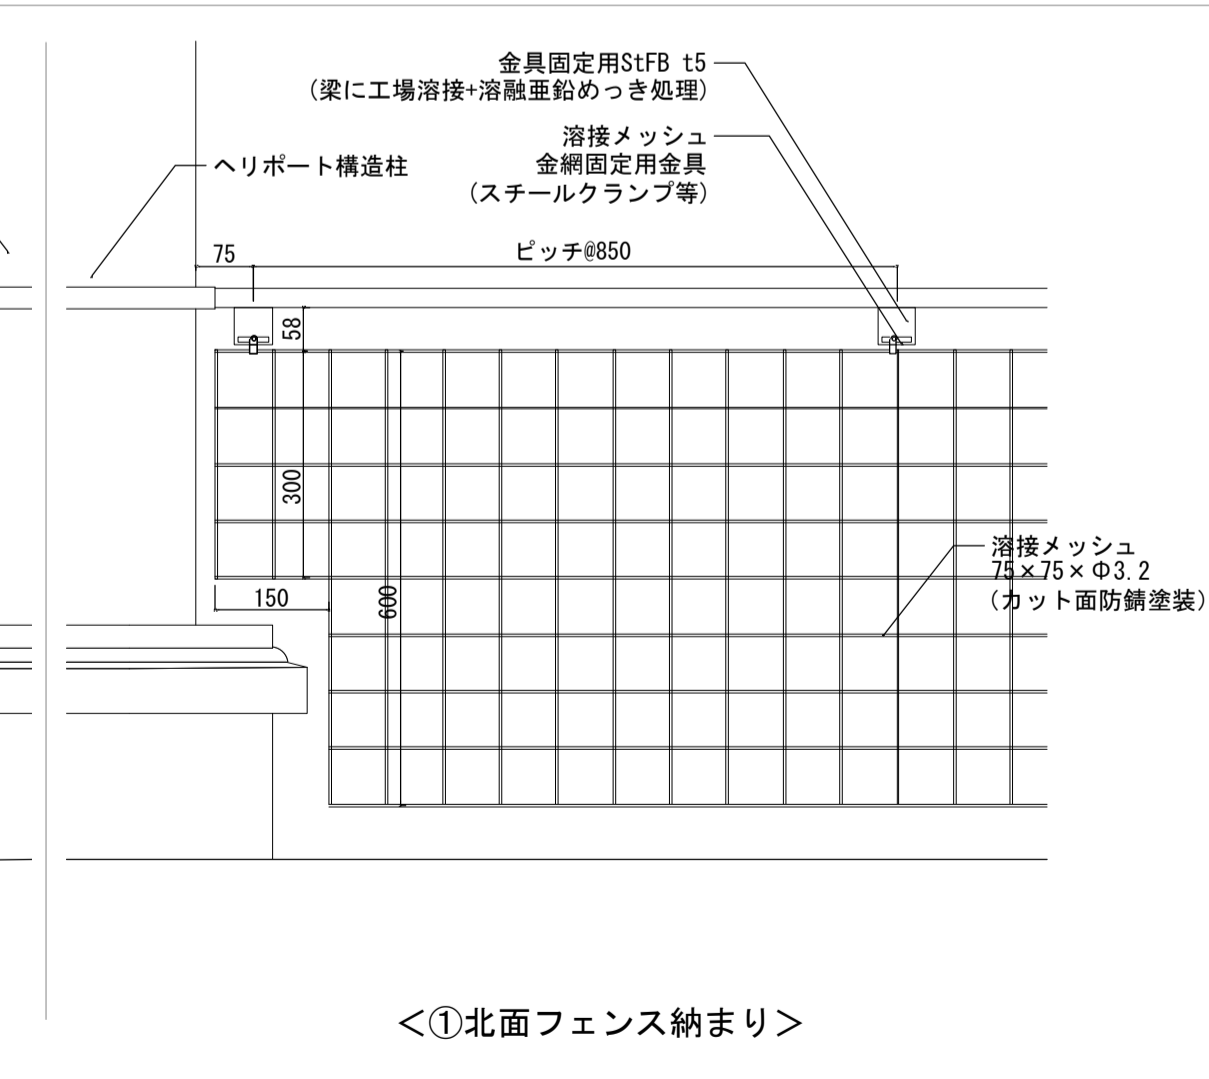 金具固定用StFB t5
(梁に工場溶接+溶融亜鉛めっき処理)
溶接メッシュ
金網固定用金具
(スチールクランプ等)
ヘリポート構造柱
75
ピッチ@850
58
300
150
600
溶接メッシュ
75×75×Φ3.2
(カット面防錆塗装)
<①北面フェンス納まり>